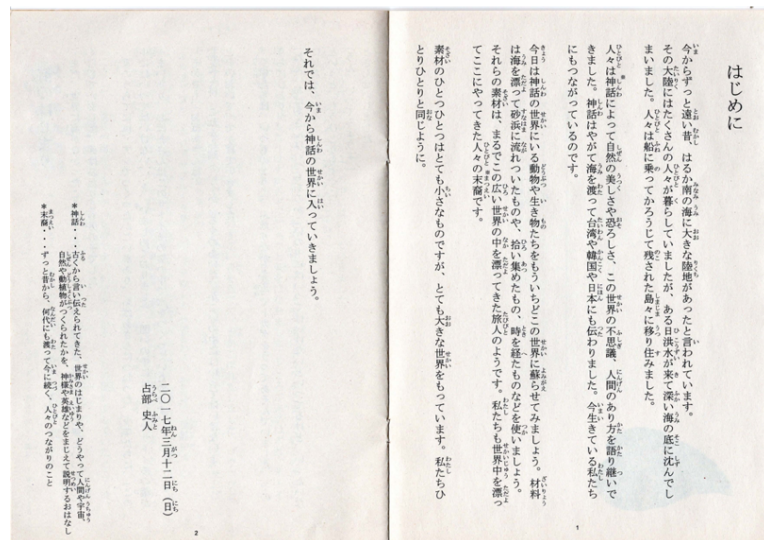 はじめに
今からずっと遠い昔、はるか南の海に大きな陸地があったと言われています。
その大陸にはたくさんの人々が暮らしていましたが、ある日洪水が来て深い海の底に沈んでし
まいました。人々は船に乗ってかろうじて残された島々に移り住みました。
人々は神話*によって自然の美しさや恐ろしさ、この世界の不思議、人間のあり方を語り継いで
きました。神話はやがて海を渡って台湾や韓国や日本にも伝わりました。今生きている私たち
にもつながっているのです。
今日は神話の世界にいる動物や生き物たちをもういちどこの世界に蘇らせてみましょう。材料
は海を漂って砂浜に流れついたものや、拾い集めたもの、時を経たものなどを使いましょう。
それらの素材は、まるでこの広い世界の中を漂ってきた旅人のようです。私たちも世界中を漂っ
てここにやってきた人々の末裔*です。
素材のひとつひとつはとても小さなものですが、とても大きな世界をもっています。私たちひ
とりひとりと同じように。
1
それでは、今から神話の世界に入っていきましょう。
二〇一七年三月十二日（日）
占部 史人
*神話・・・古くから言い伝えられてきた、世界のはじまりや、どうやって人間や宇宙、
自然や動植物がつくられたかを、神様や英雄などをまじえて説明するおはなし
*末裔・・・ずっと昔から、何代にも渡って今に続く、人々のつながりのこと
2